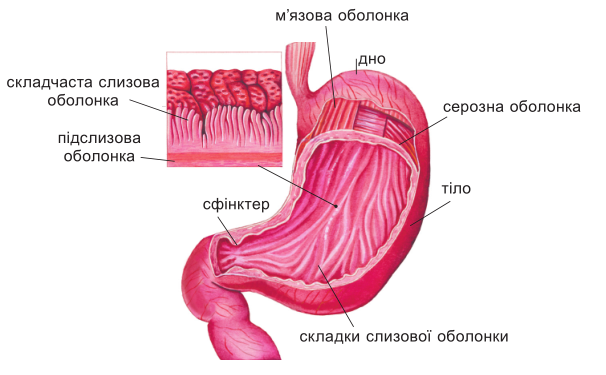 м’язова оболонка
дно
складчаста слизова
оболонка
серозна оболонка
підслизова
оболонка
тіло
сфінктер
складки слизової оболонки